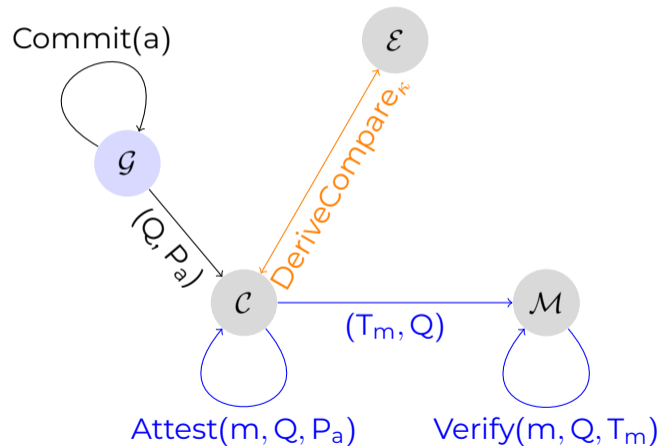 Commit(a)
ℰ
𝒢
DeriveCompareκ
(Q, Pₐ)
𝒞
ℳ
(Tₘ, Q)
Attest(m, Q, Pₐ)
Verify(m, Q, Tₘ)